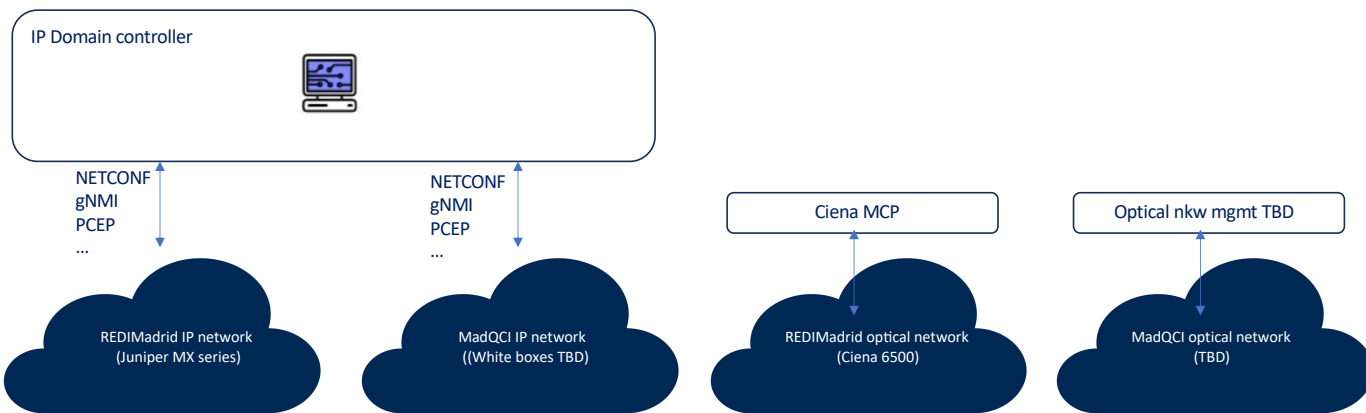 IP Domain controller
NETCONF
gNMI
PCEP
...
NETCONF
gNMI
PCEP
...
Ciena MCP
Optical nkw mgmt TBD
REDIMadrid IP network
(Juniper MX series)
MadQCI IP network
((White boxes TBD)
REDIMadrid optical network
(Ciena 6500)
MadQCI optical network
(TBD)